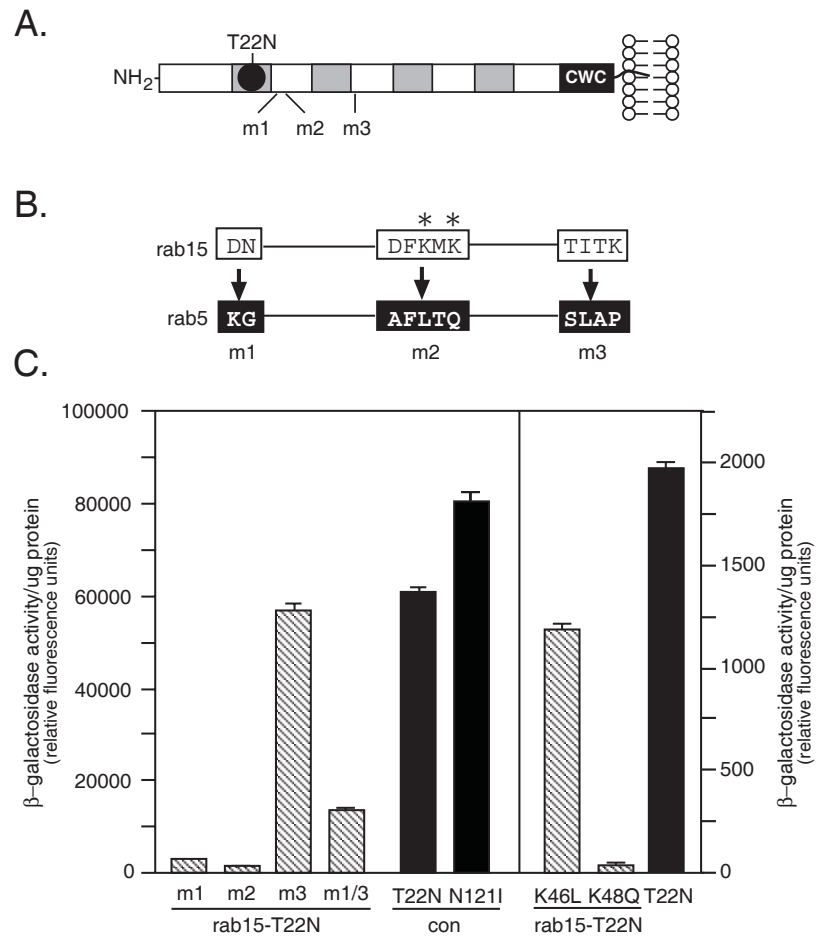 A.
T22N
NH2
CWC
m1 m2 m3
B.
* *
rab15 DN DFKMK TITK
rab5 KG AFLTQ SLAP
m1 m2 m3
C.
β–galactosidase activity/ug protein
(relative fluorescence units)
100000
80000
60000
40000
20000
0
2000
1500
1000
500
0
β–galactosidase activity/ug protein
(relative fluorescence units)
m1 m2 m3 m1/3 T22N N121I K46L K48Q T22N
rab15-T22N con rab15-T22N